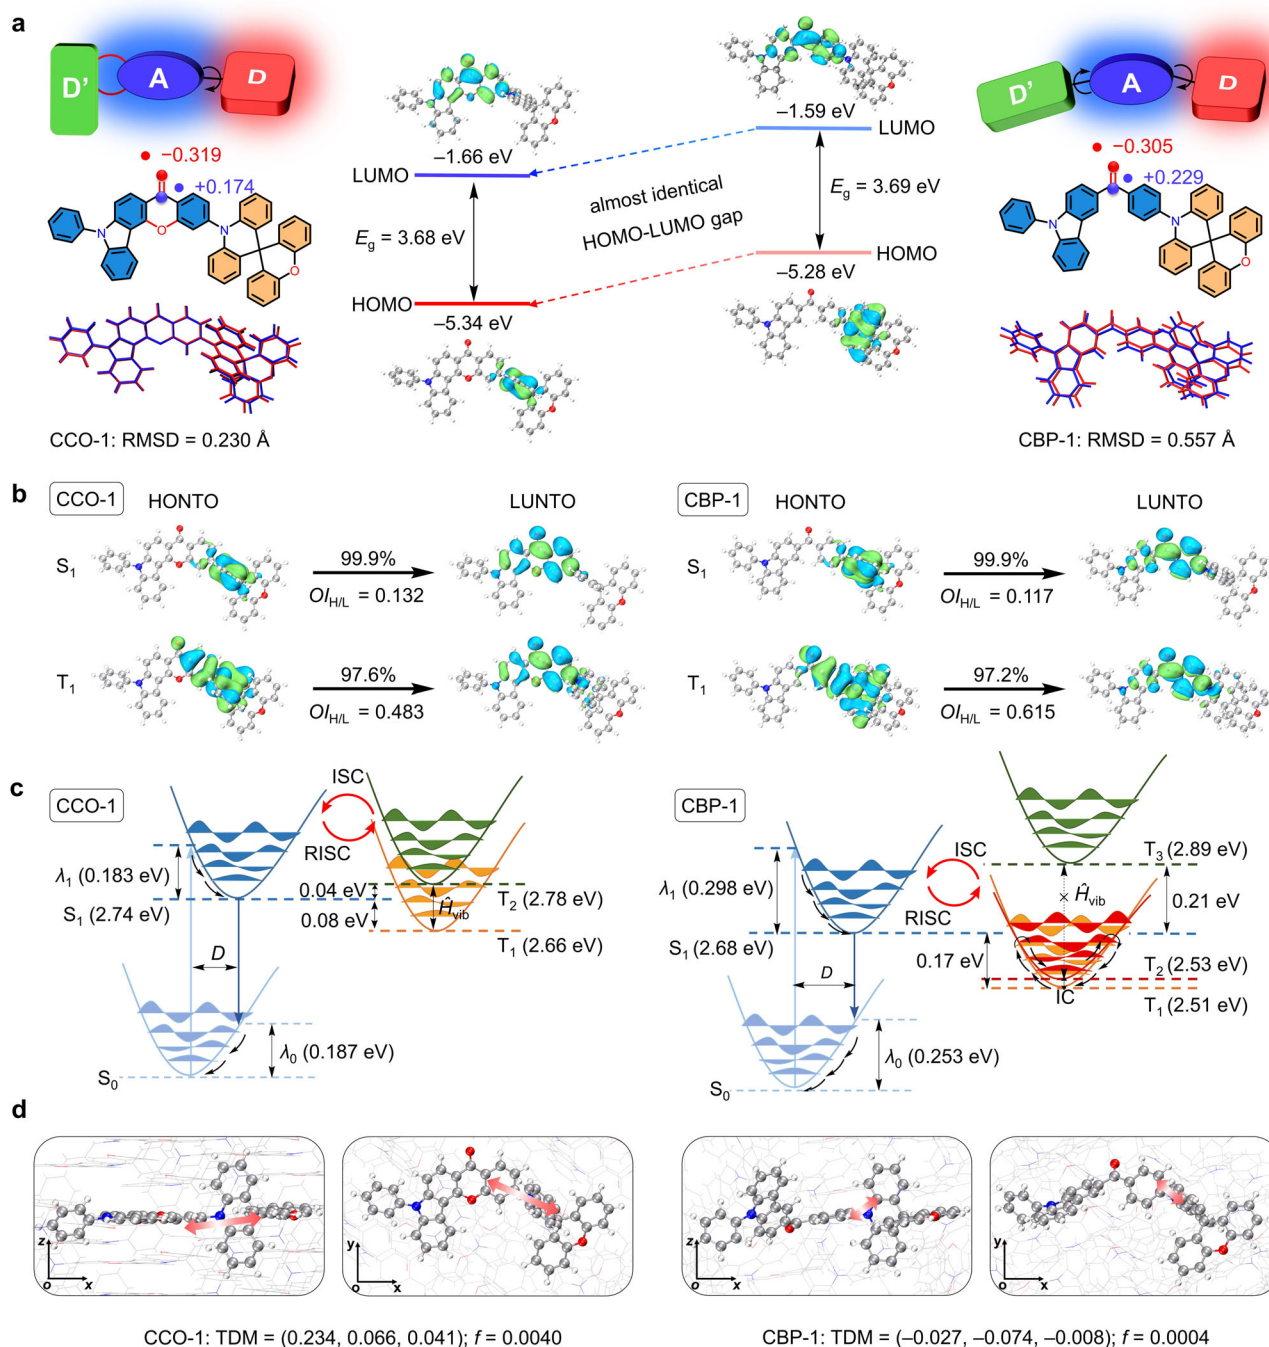 a
D'
A
D
−0.319
+0.174
N
O
N
O
CCO-1: RMSD = 0.230 Å
−1.66 eV
LUMO
Eg = 3.68 eV
HOMO
−5.34 eV
almost identical
HOMO-LUMO gap
−1.59 eV
LUMO
Eg = 3.69 eV
HOMO
−5.28 eV
D'
A
D
−0.305
+0.229
N
N
O
CBP-1: RMSD = 0.557 Å
b
CCO-1
HONTO
LUNTO
S1
99.9%
OIH/L = 0.132
T1
97.6%
OIH/L = 0.483
CBP-1
HONTO
LUNTO
S1
99.9%
OIH/L = 0.117
T1
97.2%
OIH/L = 0.615
c
CCO-1
ISC
RISC
λ1 (0.183 eV)
S1 (2.74 eV)
0.04 eV
0.08 eV
Ĥvib
T2 (2.78 eV)
T1 (2.66 eV)
D
λ0 (0.187 eV)
S0
CBP-1
ISC
RISC
λ1 (0.298 eV)
S1 (2.68 eV)
T3 (2.89 eV)
Ĥvib
0.21 eV
0.17 eV
T2 (2.53 eV)
IC
T1 (2.51 eV)
D
λ0 (0.253 eV)
S0
d
z
o
x
y
o
x
z
o
x
y
o
x
CCO-1: TDM = (0.234, 0.066, 0.041); f = 0.0040
CBP-1: TDM = (−0.027, −0.074, −0.008); f = 0.0004